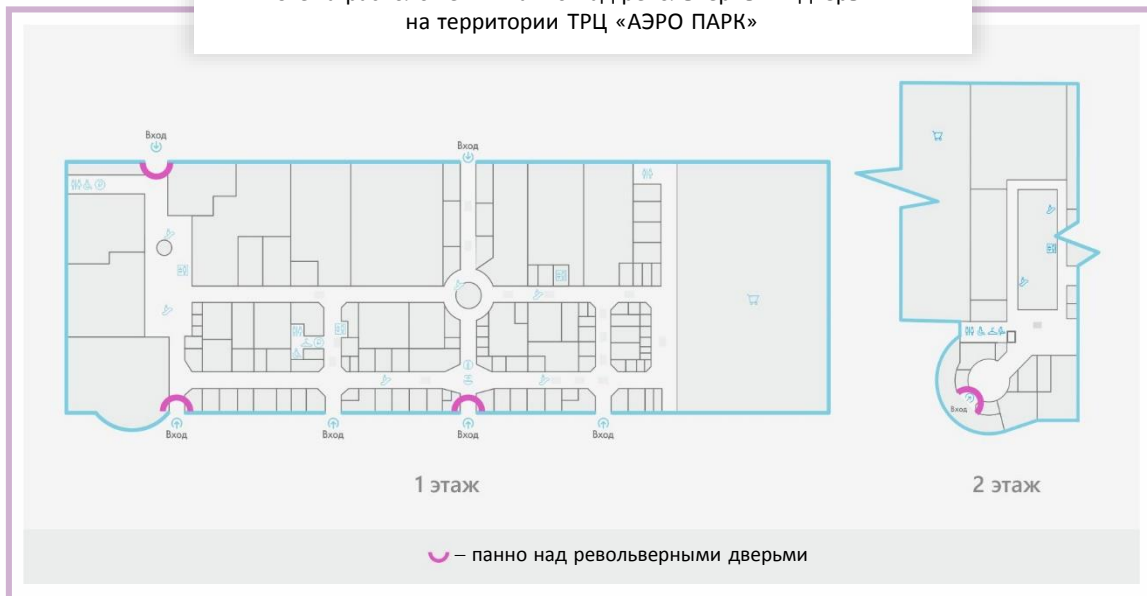 на территории ТРЦ «АЭРО ПАРК»
Вход
Вход
Вход
Вход
Вход
Вход
Вход
1 этаж
2 этаж
– панно над револьверными дверьми